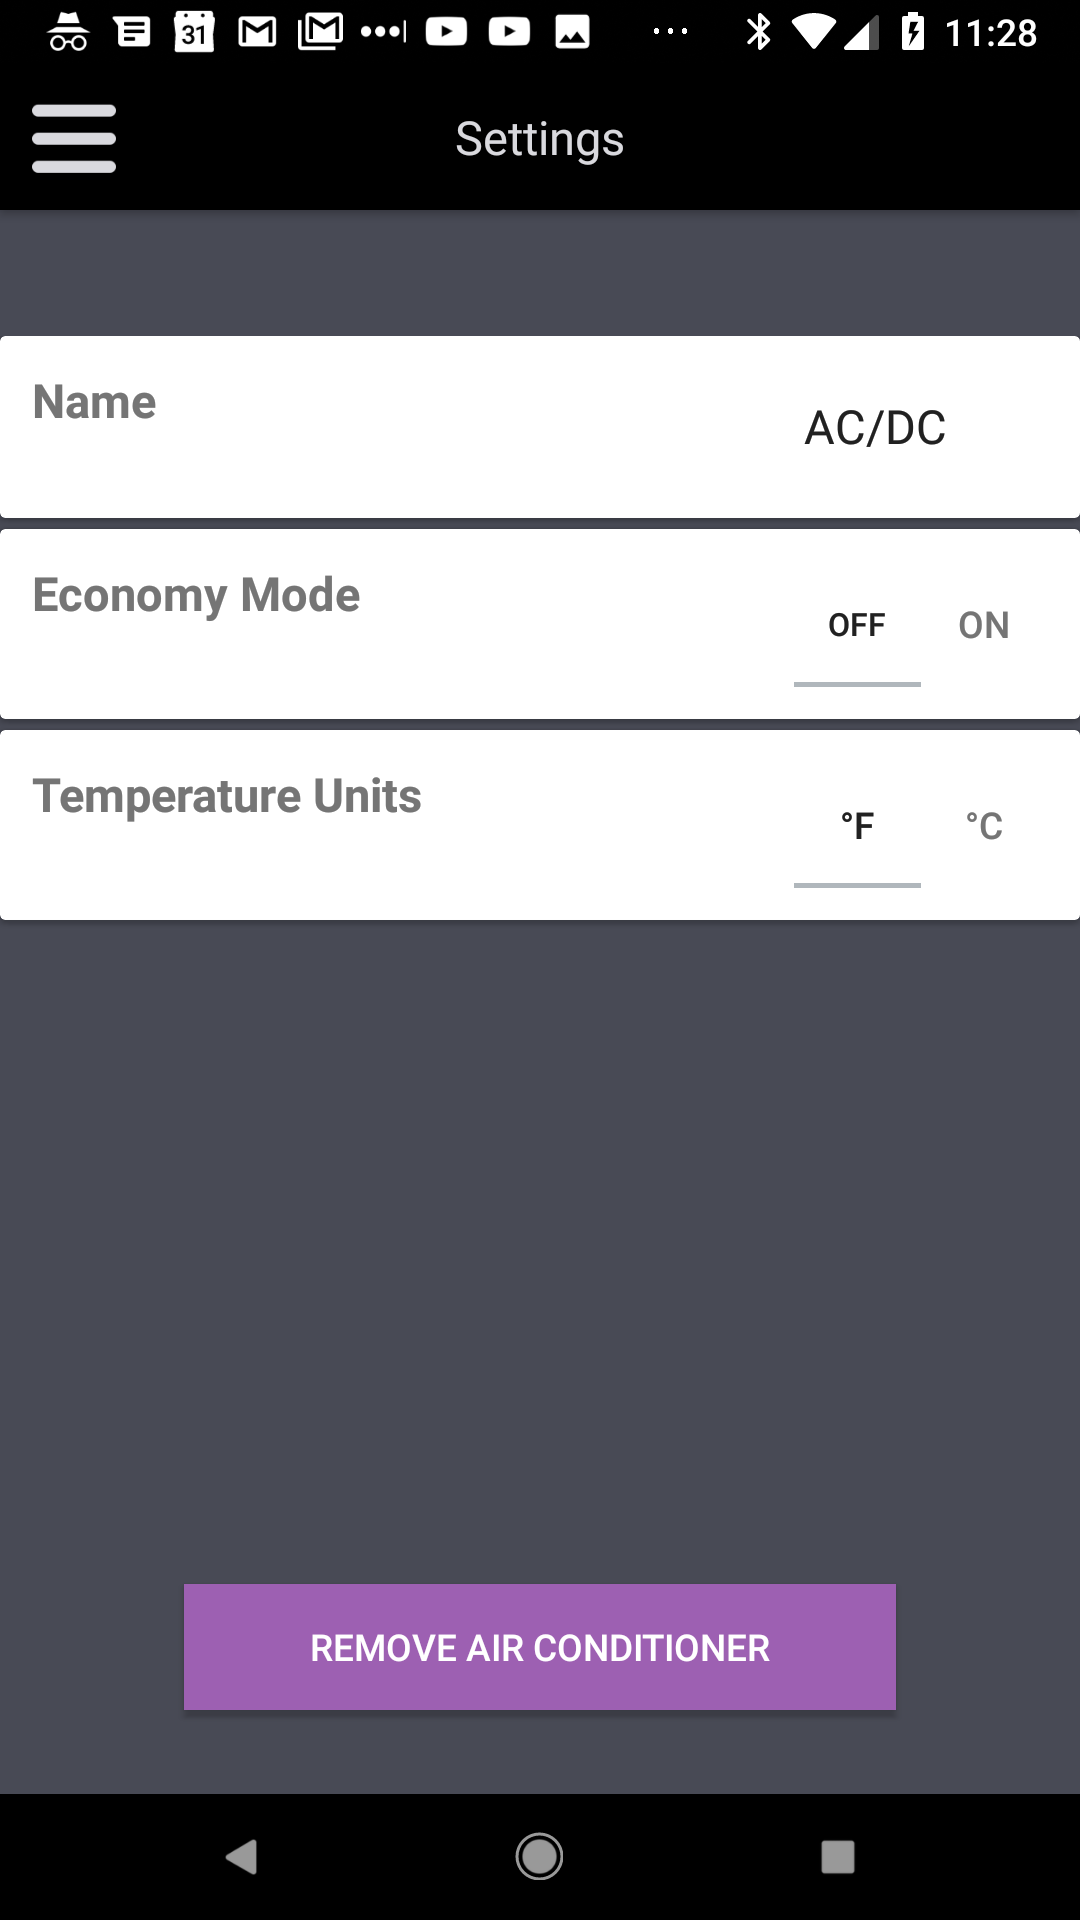 31 11:28
Settings
Name
AC/DC
Economy Mode
OFF ON
Temperature Units
°F °C
REMOVE AIR CONDITIONER